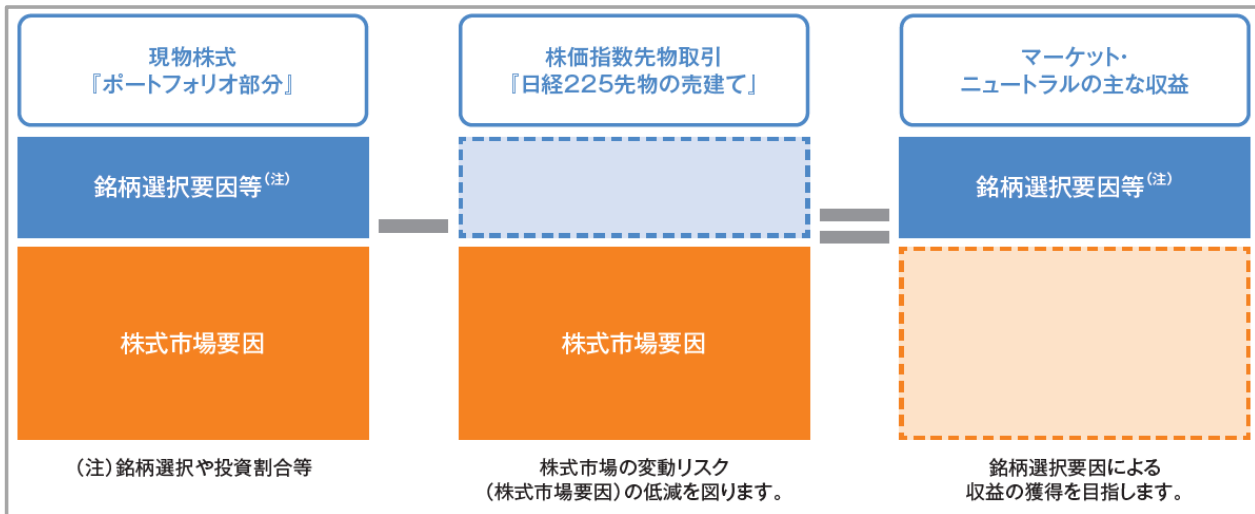 現物株式
『ポートフォリオ部分』
株価指数先物取引
『日経225先物の売建て』
マーケット・
ニュートラルの主な収益
銘柄選択要因等(注)
銘柄選択要因等(注)
株式市場要因
株式市場要因
(注)銘柄選択や投資割合等
株式市場の変動リスク
(株式市場要因)の低減を図ります。
銘柄選択要因による
収益の獲得を目指します。